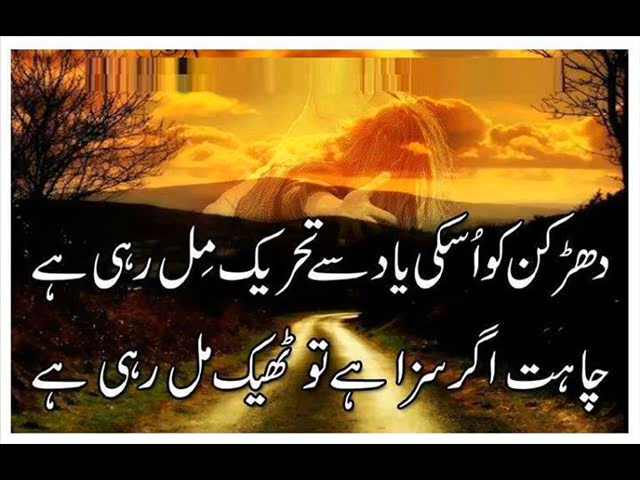 دھڑکن کو اُسکی یاد سے تحریک مِل رہی ہے
چاہت اگر سزا ہے تو ٹھیک مل رہی ہے